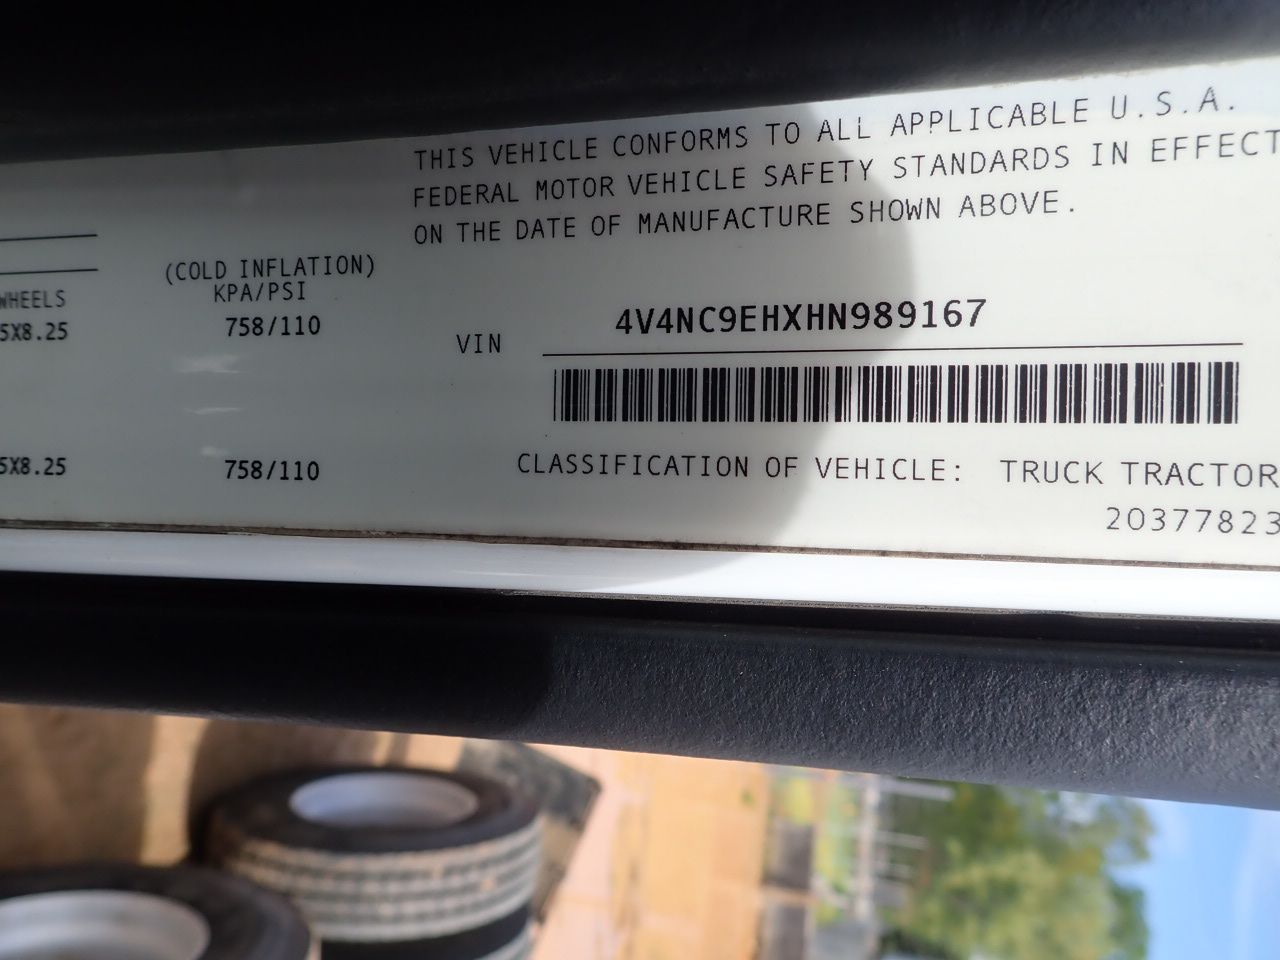 THIS VEHICLE CONFORMS TO ALL APPLICABLE U.S.A.
FEDERAL MOTOR VEHICLE SAFETY STANDARDS IN EFFECT
ON THE DATE OF MANUFACTURE SHOWN ABOVE.
(COLD INFLATION)
WHEELS KPA/PSI
5X8.25 758/110
VIN 4V4NC9EHXHN989167
5X8.25 758/110
CLASSIFICATION OF VEHICLE: TRUCK TRACTOR
20377823